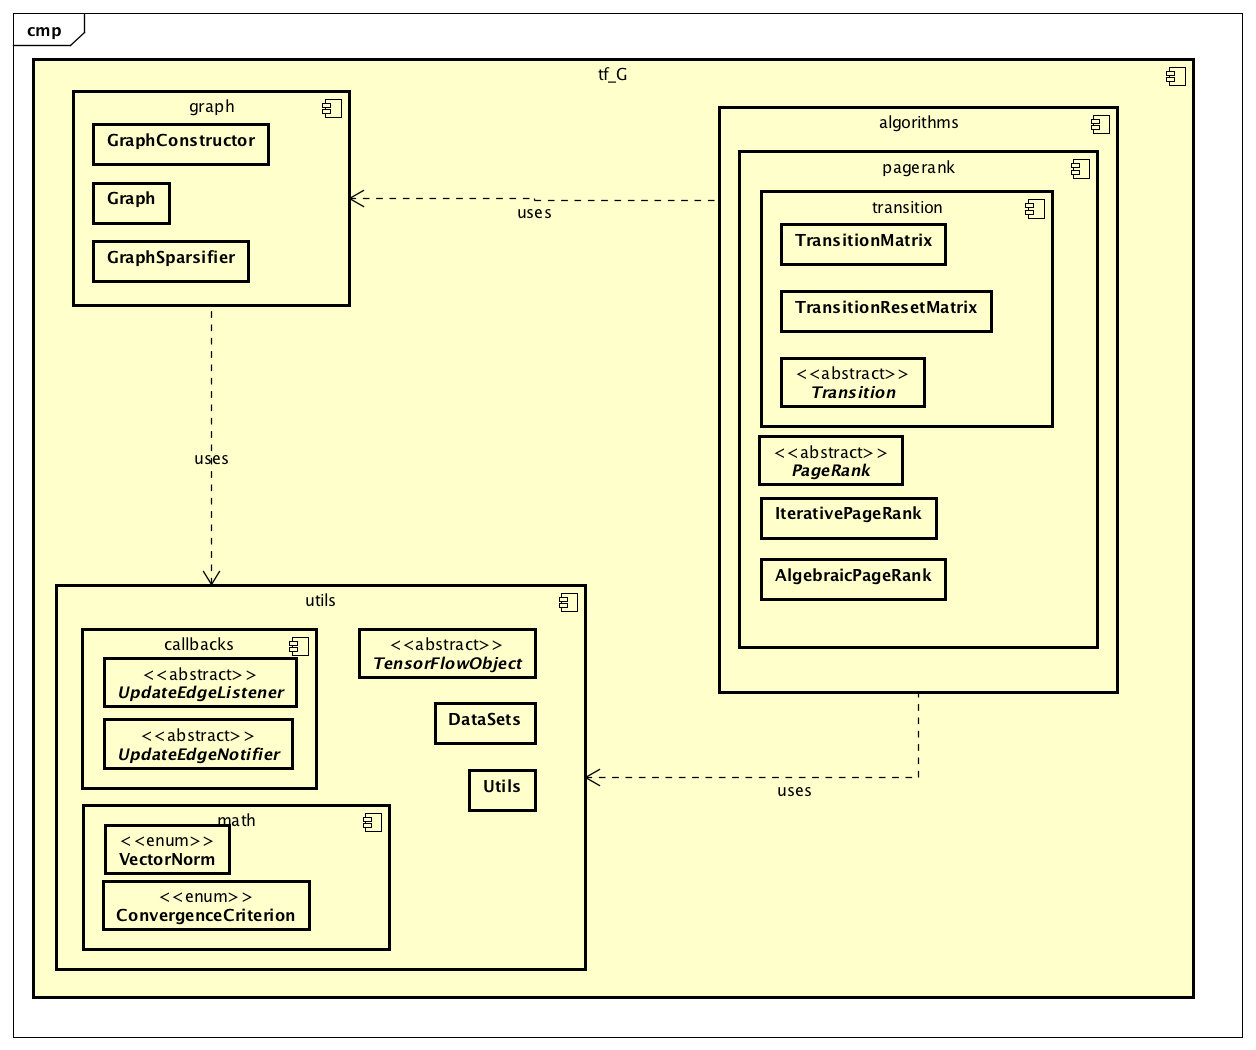 cmp
tf_G
graph
GraphConstructor
Graph
GraphSparsifier
uses
algorithms
pagerank
transition
TransitionMatrix
TransitionResetMatrix
<<abstract>>
Transition
<<abstract>>
PageRank
IterativePageRank
AlgebraicPageRank
uses
utils
callbacks
<<abstract>>
UpdateEdgeListener
<<abstract>>
UpdateEdgeNotifier
<<abstract>>
TensorFlowObject
DataSets
Utils
math
<<enum>>
VectorNorm
<<enum>>
ConvergenceCriterion
uses